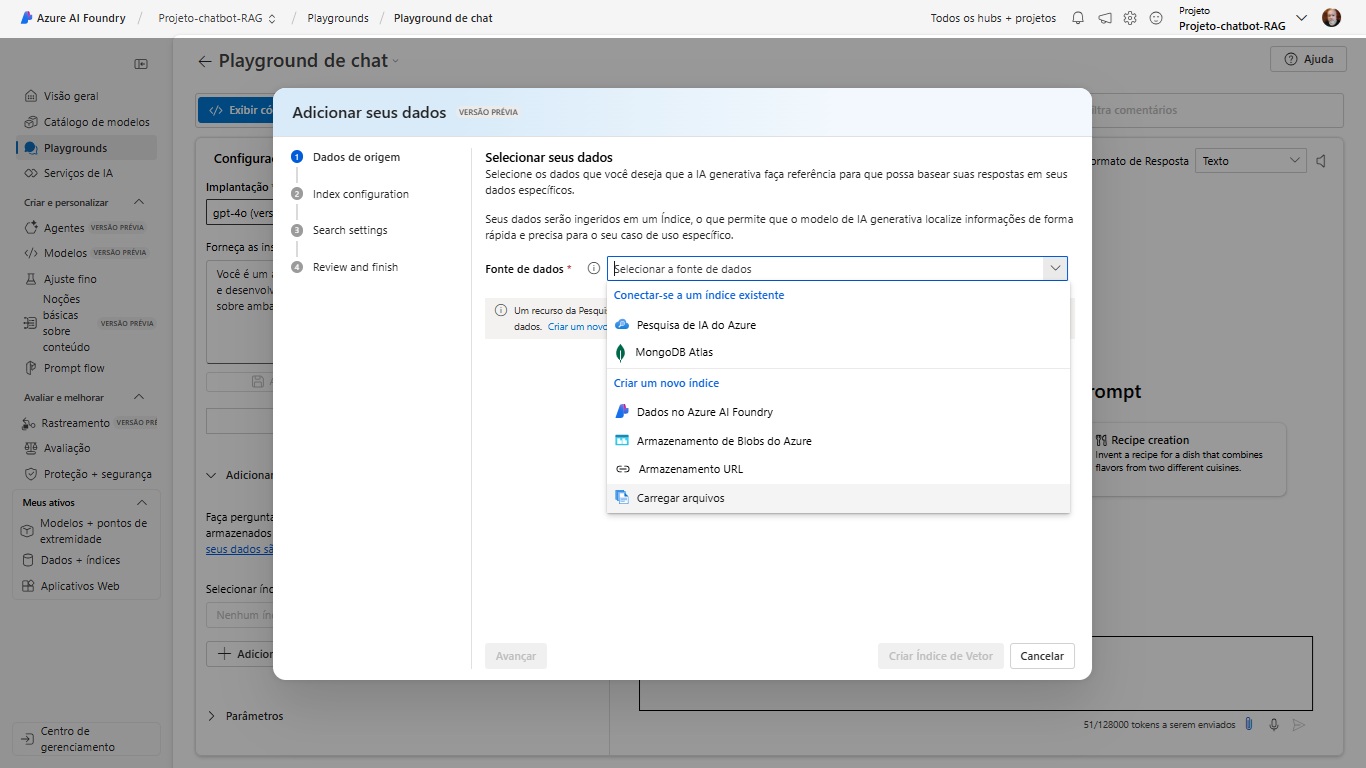 Azure AI Foundry / Projeto-chatbot-RAG / Playgrounds / Playground de chat
Todos os hubs + projetos
Projeto
Projeto-chatbot-RAG
Visão geral
Catálogo de modelos
Playgrounds
Serviços de IA
Criar e personalizar
Agentes VERSÃO PRÉVIA
Modelos VERSÃO PRÉVIA
Ajuste fino
Noções
básicas
sobre
conteúdo
VERSÃO PRÉVIA
Prompt flow
Avaliar e melhorar
Rastreamento VERSÃO PRÉ
Avaliação
Proteção + segurança
Meus ativos
Modelos + pontos de
extremidade
Dados + índices
Aplicativos Web
Centro de
gerenciamento
Playground de chat
Ajuda
Exibir có
iltra comentários
Configura
Implantação
gpt-4o (vers
Forneça as ins
Você é um a
e desenvolv
sobre amba
Adicionar
Faça pergunta
armazenados
seus dados sã
Selecionar índ
Nenhum ín
Adicion
Parâmetros
ormato de Resposta
Texto
rompt
Recipe creation
Invent a recipe for a dish that combines
flavors from two different cuisines.
51/128000 tokens a serem enviados
Adicionar seus dados VERSÃO PRÉVIA
1 Dados de origem
2 Index configuration
3 Search settings
4 Review and finish
Selecionar seus dados
Selecione os dados que você deseja que a IA generativa faça referência para que possa basear suas respostas em seus
dados específicos.
Seus dados serão ingeridos em um Índice, o que permite que o modelo de IA generativa localize informações de forma
rápida e precisa para o seu caso de uso específico.
Fonte de dados *
Selecionar a fonte de dados
Um recurso da Pesqui
dados. Criar um novo
Conectar-se a um índice existente
Pesquisa de IA do Azure
MongoDB Atlas
Criar um novo índice
Dados no Azure AI Foundry
Armazenamento de Blobs do Azure
Armazenamento URL
Carregar arquivos
Avançar
Criar Índice de Vetor
Cancelar